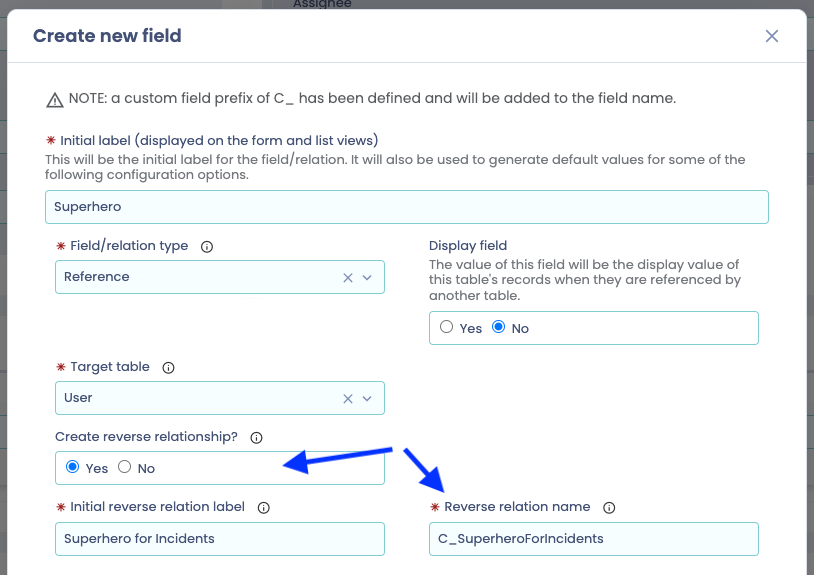 Assignee
Create new field
NOTE: a custom field prefix of C_ has been defined and will be added to the field name.
* Initial label (displayed on the form and list views)
This will be the initial label for the field/relation. It will also be used to generate default values for some of the
following configuration options.
Superhero
* Field/relation type
Reference
Display field
The value of this field will be the display value of
this table's records when they are referenced by
another table.
Yes No
* Target table
User
Create reverse relationship?
Yes No
* Initial reverse relation label
Superhero for Incidents
* Reverse relation name
C_SuperheroForIncidents